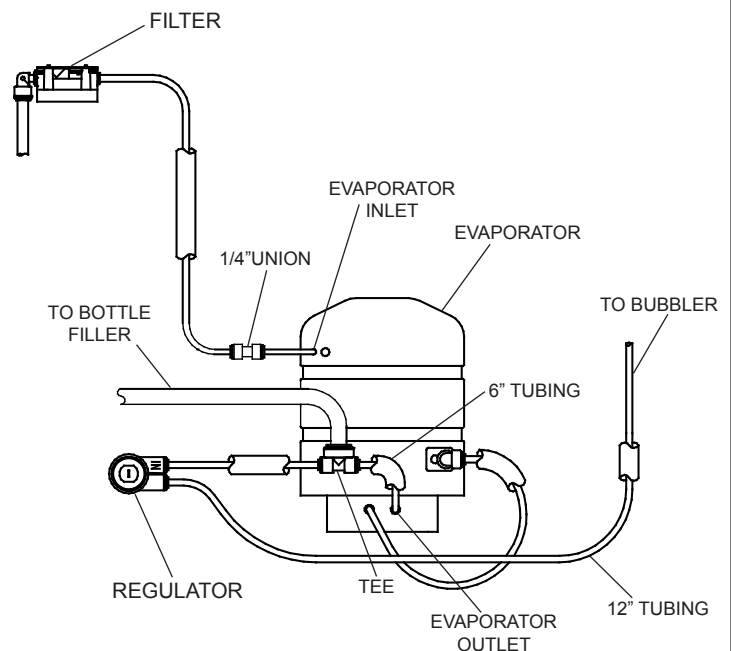 FILTER
EVAPORATOR
INLET
EVAPORATOR
1/4"UNION
TO BOTTLE
FILLER
TO BUBBLER
6" TUBING
IN
REGULATOR
TEE
EVAPORATOR
OUTLET
12" TUBING